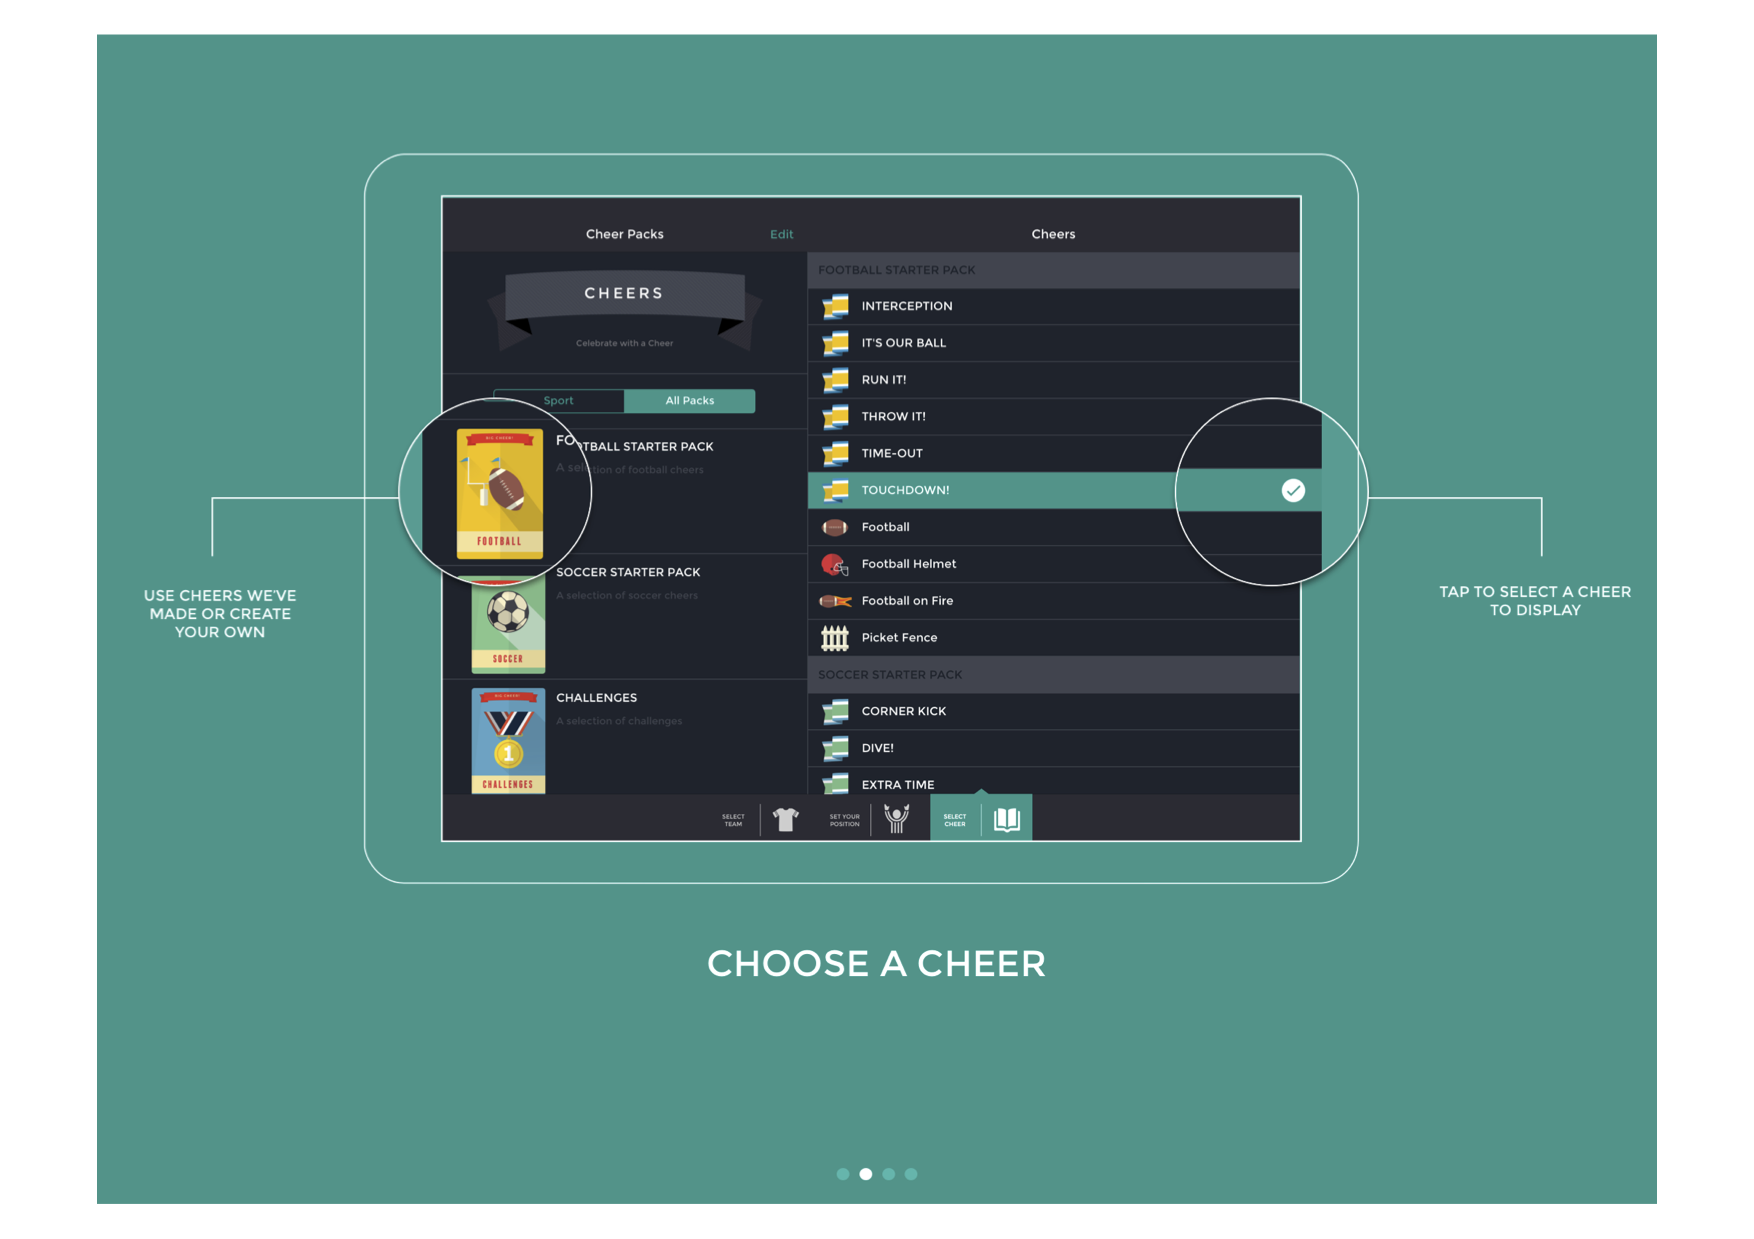 Cheer Packs
Edit
Cheers
CHEERS
Celebrate with a Cheer
Sport
All Packs
BIG CHEER!
FOOTBALL
FOOTBALL STARTER PACK
A selection of football cheers
SOCCER
SOCCER STARTER PACK
A selection of soccer cheers
BIG CHEER!
CHALLENGES
CHALLENGES
A selection of challenges
1
FOOTBALL STARTER PACK
INTERCEPTION
IT'S OUR BALL
RUN IT!
THROW IT!
TIME-OUT
TOUCHDOWN!
Football
Football Helmet
Football on Fire
Picket Fence
SOCCER STARTER PACK
CORNER KICK
DIVE!
EXTRA TIME
SELECT
TEAM
SET YOUR
POSITION
SELECT
CHEER
USE CHEERS WE'VE
MADE OR CREATE
YOUR OWN
TAP TO SELECT A CHEER
TO DISPLAY
CHOOSE A CHEER